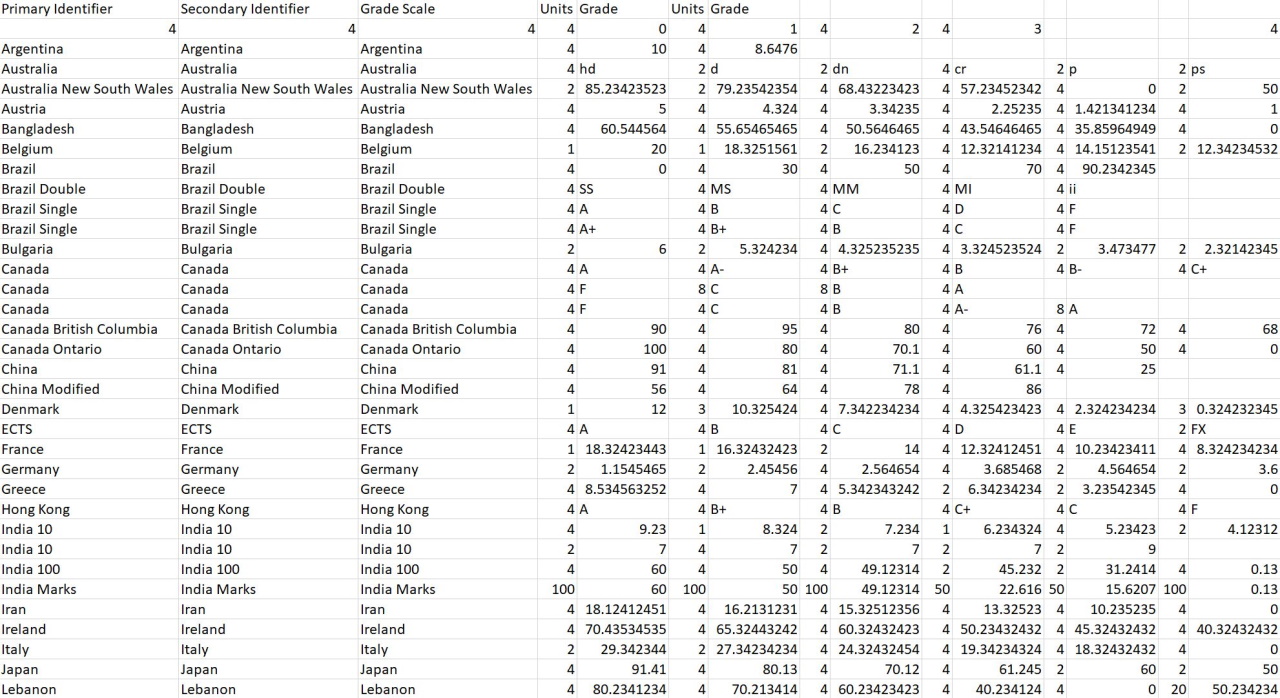 Primary Identifier Secondary Identifier Grade Scale Units Grade Units Grade
4 4 4 4 0 4 1 4 2 4 3 4
Argentina Argentina Argentina 4 10 4 8.6476
Australia Australia Australia 4 hd 2 d 2 dn 4 cr 2 p 2 ps
Australia New South Wales Australia New South Wales Australia New South Wales 2 85.23423523 2 79.23542354 4 68.43223423 4 57.23452342 4 0 2 50
Austria Austria Austria 4 5 4 4.324 4 3.34235 4 2.25235 4 1.421341234 4 1
Bangladesh Bangladesh Bangladesh 4 60.544564 4 55.65465465 4 50.5646465 4 43.54646465 4 35.85964949 4 0
Belgium Belgium Belgium 1 20 1 18.3251561 2 16.234123 4 12.32141234 4 14.15123541 2 12.34234532
Brazil Brazil Brazil 4 0 4 30 4 50 4 70 4 90.2342345
Brazil Double Brazil Double Brazil Double 4 SS 4 MS 4 MM 4 MI 4 ii
Brazil Single Brazil Single Brazil Single 4 A 4 B 4 C 4 D 4 F
Brazil Single Brazil Single Brazil Single 4 A+ 4 B+ 4 B 4 C 4 F
Bulgaria Bulgaria Bulgaria 2 6 2 5.324234 4 4.325235235 4 3.324523524 2 3.473477 2 2.32142345
Canada Canada Canada 4 A 4 A- 4 B+ 4 B 4 B- 4 C+
Canada Canada Canada 4 F 8 C 8 B 4 A
Canada Canada Canada 4 F 4 C 4 B 4 A- 8 A
Canada British Columbia Canada British Columbia Canada British Columbia 4 90 4 95 4 80 4 76 4 72 4 68
Canada Ontario Canada Ontario Canada Ontario 4 100 4 80 4 70.1 4 60 4 50 4 0
China China China 4 91 4 81 4 71.1 4 61.1 4 25
China Modified China Modified China Modified 4 56 4 64 4 78 4 86
Denmark Denmark Denmark 1 12 3 10.325424 4 7.342234234 4 4.325423423 4 2.324234234 3 0.324232345
ECTS ECTS ECTS 4 A 4 B 4 C 4 D 4 E 2 FX
France France France 1 18.32423443 1 16.32432423 2 14 4 12.32412451 4 10.23423411 4 8.324234234
Germany Germany Germany 2 1.1545465 2 2.45456 4 2.564654 4 3.685468 2 4.564654 2 3.6
Greece Greece Greece 4 8.534563252 4 7 4 5.342343242 2 6.34234234 2 3.23542345 4 0
Hong Kong Hong Kong Hong Kong 4 A 4 B+ 4 B 4 C+ 4 C 4 F
India 10 India 10 India 10 4 9.23 1 8.324 2 7.234 1 6.234324 4 5.23423 2 4.12312
India 10 India 10 India 10 2 7 4 7 2 7 2 7 2 9
India 100 India 100 India 100 4 60 4 50 4 49.12314 2 45.232 2 31.2414 4 0.13
India Marks India Marks India Marks 100 60 100 50 100 49.12314 50 22.616 50 15.6207 100 0.13
Iran Iran Iran 4 18.12412451 4 16.2131231 4 15.32512356 4 13.32523 4 10.235235 4 0
Ireland Ireland Ireland 4 70.43534535 4 65.32443242 4 60.32432423 4 50.23432432 4 45.32432432 4 40.32432432
Italy Italy Italy 2 29.342344 2 27.34234234 4 24.32432454 4 19.34234324 4 18.32432432 4 0
Japan Japan Japan 4 91.41 4 80.13 4 70.12 4 61.245 2 60 2 50
Lebanon Lebanon Lebanon 4 80.2341234 4 70.213414 4 60.23423423 4 40.234124 4 0 20 50.234234